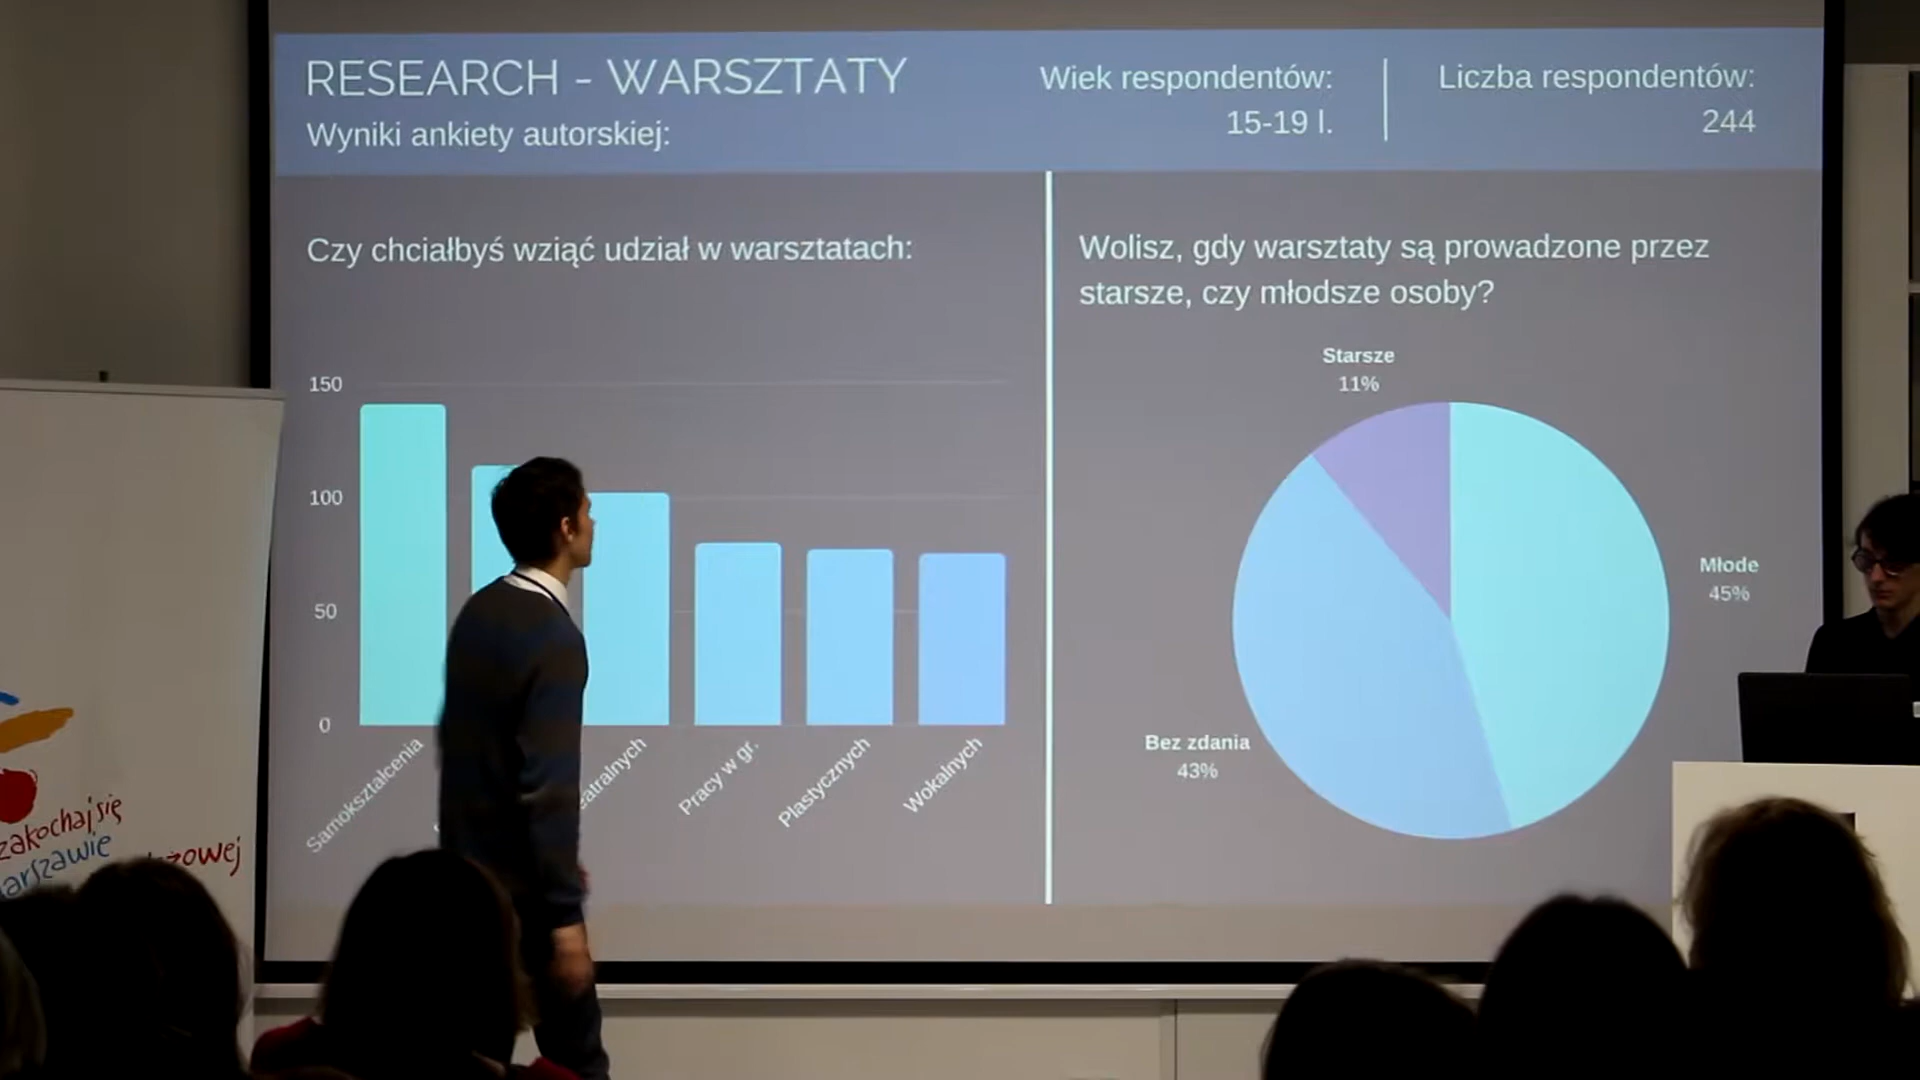 RESEARCH - WARSZTATY
Wyniki ankiety autorskiej:
Wiek respondentów:
15-19 l.
Liczba respondentów:
244
Czy chciałbyś wziąć udział w warsztatach:
150
100
50
0
Samokształcenia
Pracy w gr.
Plastycznych
Wokalnych
Wolisz, gdy warsztaty są prowadzone przez
starsze, czy młodsze osoby?
Starsze
11%
Młode
45%
Bez zdania
43%
zakochaj się